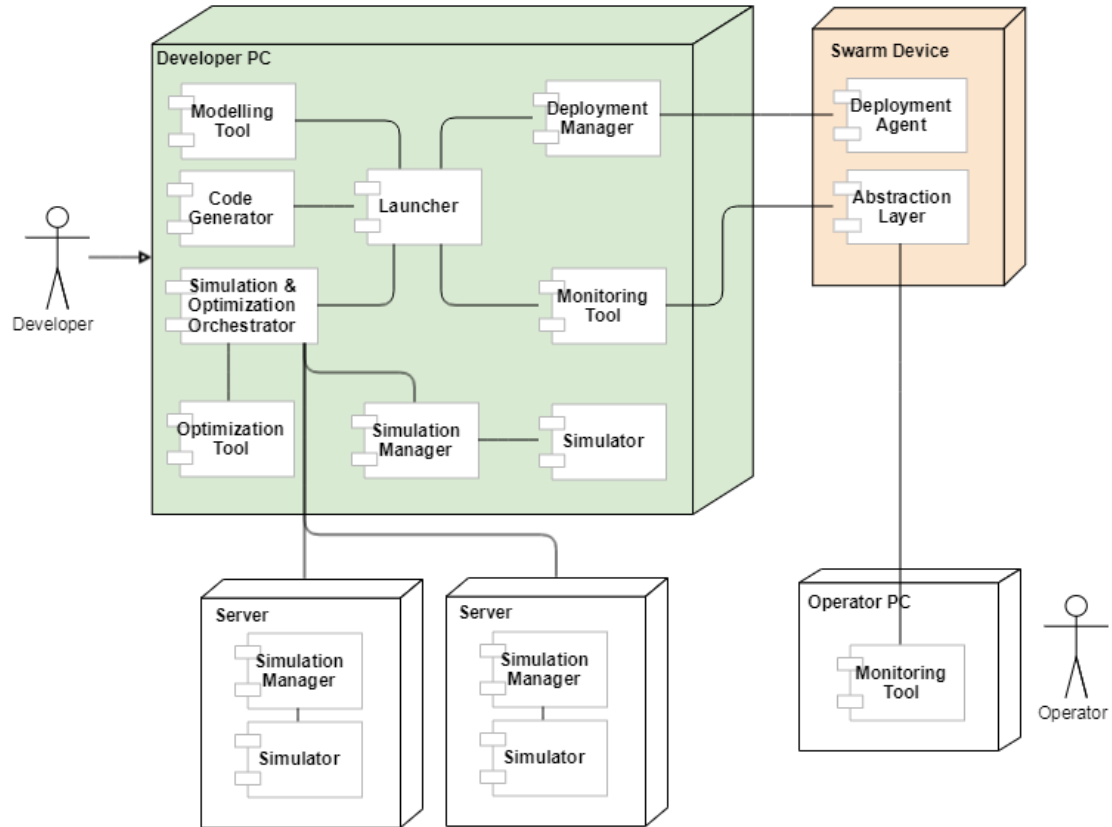 Developer PC
Modelling
Tool
Code
Generator
Simulation &
Optimization
Orchestrator
Optimization
Tool
Launcher
Simulation
Manager
Deployment
Manager
Monitoring
Tool
Simulator
Swarm Device
Deployment
Agent
Abstraction
Layer
Developer
Server
Simulation
Manager
Simulator
Server
Simulation
Manager
Simulator
Operator PC
Monitoring
Tool
Operator